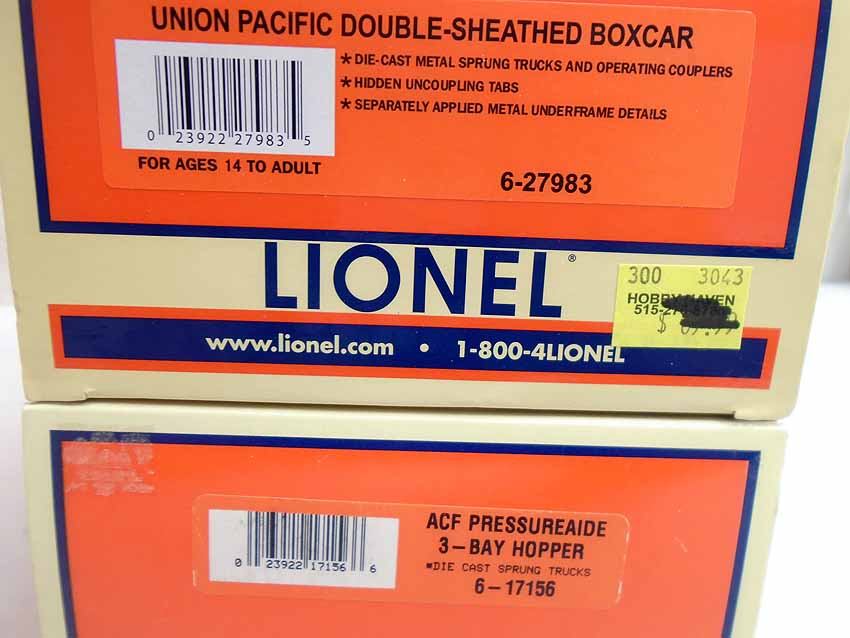 UNION PACIFIC DOUBLE-SHEATHED BOXCAR
* DIE-CAST METAL SPRUNG TRUCKS AND OPERATING COUPLERS
* HIDDEN UNCOUPLING TABS
* SEPARATELY APPLIED METAL UNDERFRAME DETAILS
0 23922 27983 5
FOR AGES 14 TO ADULT
6-27983
LIONEL®
300 3043
HOBBY HAVEN
$
www.lionel.com • 1-800-4LIONEL
0 23922 17156 6
ACF PRESSUREAIDE
3-BAY HOPPER
*DIE CAST SPRUNG TRUCKS
6-17156